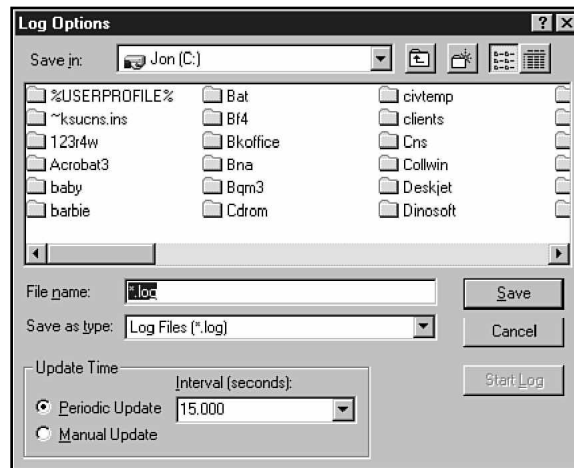 Log Options
Save in: Jon (C:)
%USERPROFILE% Bat civtemp
~ksucns.ins Bf4 clients
123r4w Bkoffice Cns
Acrobat3 Bna Collwin
baby Bqm3 Deskjet
barbie Cdrom Dinosoft
File name: *.log Save
Save as type: Log Files (*.log) Cancel
Update Time
Interval (seconds): Start Log
Periodic Update 15.000
Manual Update